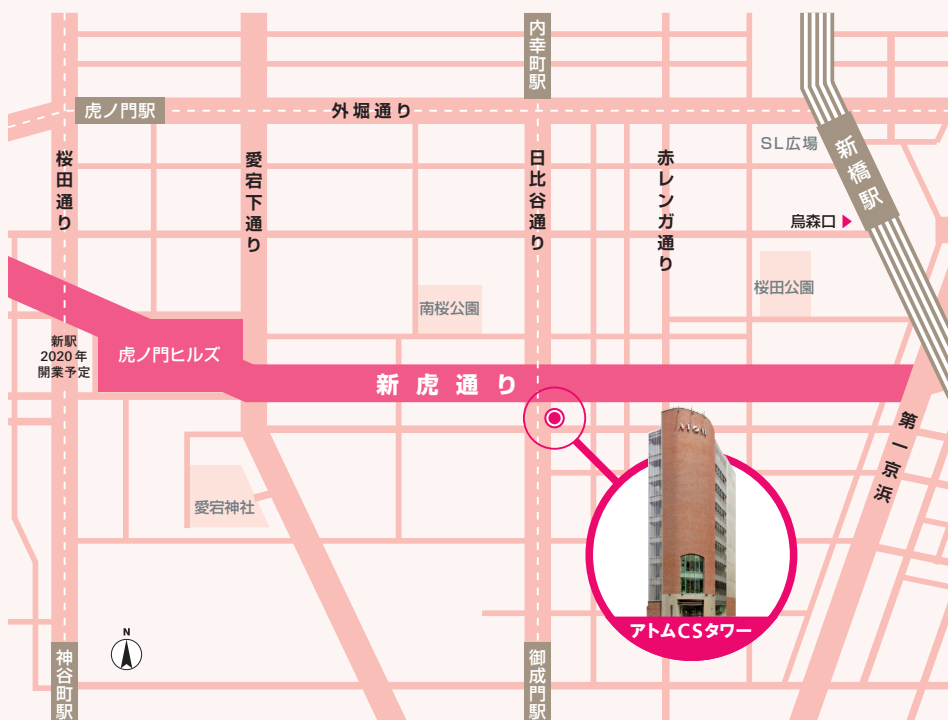 内幸町駅
虎ノ門駅
外堀通り
SL広場
新橋駅
桜田通り
愛宕下通り
日比谷通り
赤レンガ通り
烏森口
桜田公園
南桜公園
新駅
2020年
開業予定
虎ノ門ヒルズ
新虎通り
第一京浜
ATOM
愛宕神社
アトムCSタワー
N
神谷町駅
御成門駅